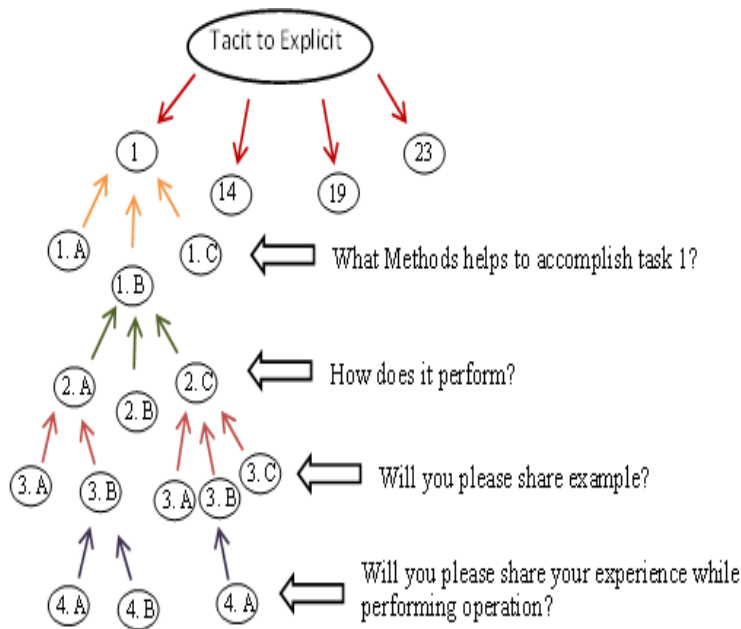 Tacit to Explicit
1
23
14
19
1. A
1. C
What Methods helps to accomplish task 1?
1. B
2. A
2. C
How does it perform?
2. B
3. A
3. B
3. A
3. B
3. C
Will you please share example?
4. A
4. B
4. A
Will you please share your experience while
performing operation?